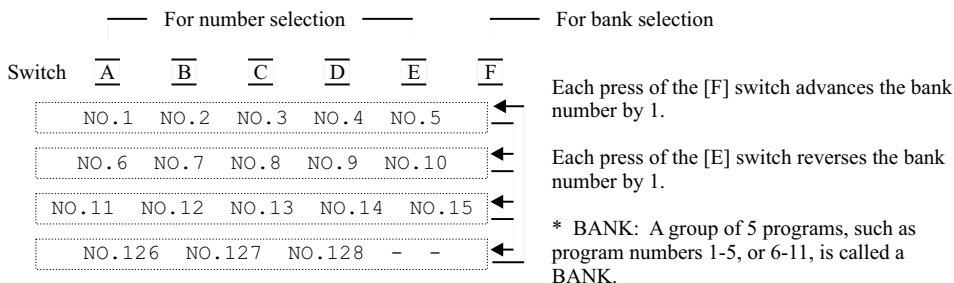 For number selection
For bank selection
Switch A B C D E F
NO.1 NO.2 NO.3 NO.4 NO.5
NO.6 NO.7 NO.8 NO.9 NO.10
NO.11 NO.12 NO.13 NO.14 NO.15
NO.126 NO.127 NO.128 - -
Each press of the [F] switch advances the bank
number by 1.
Each press of the [E] switch reverses the bank
number by 1.
* BANK: A group of 5 programs, such as
program numbers 1-5, or 6-11, is called a
BANK.